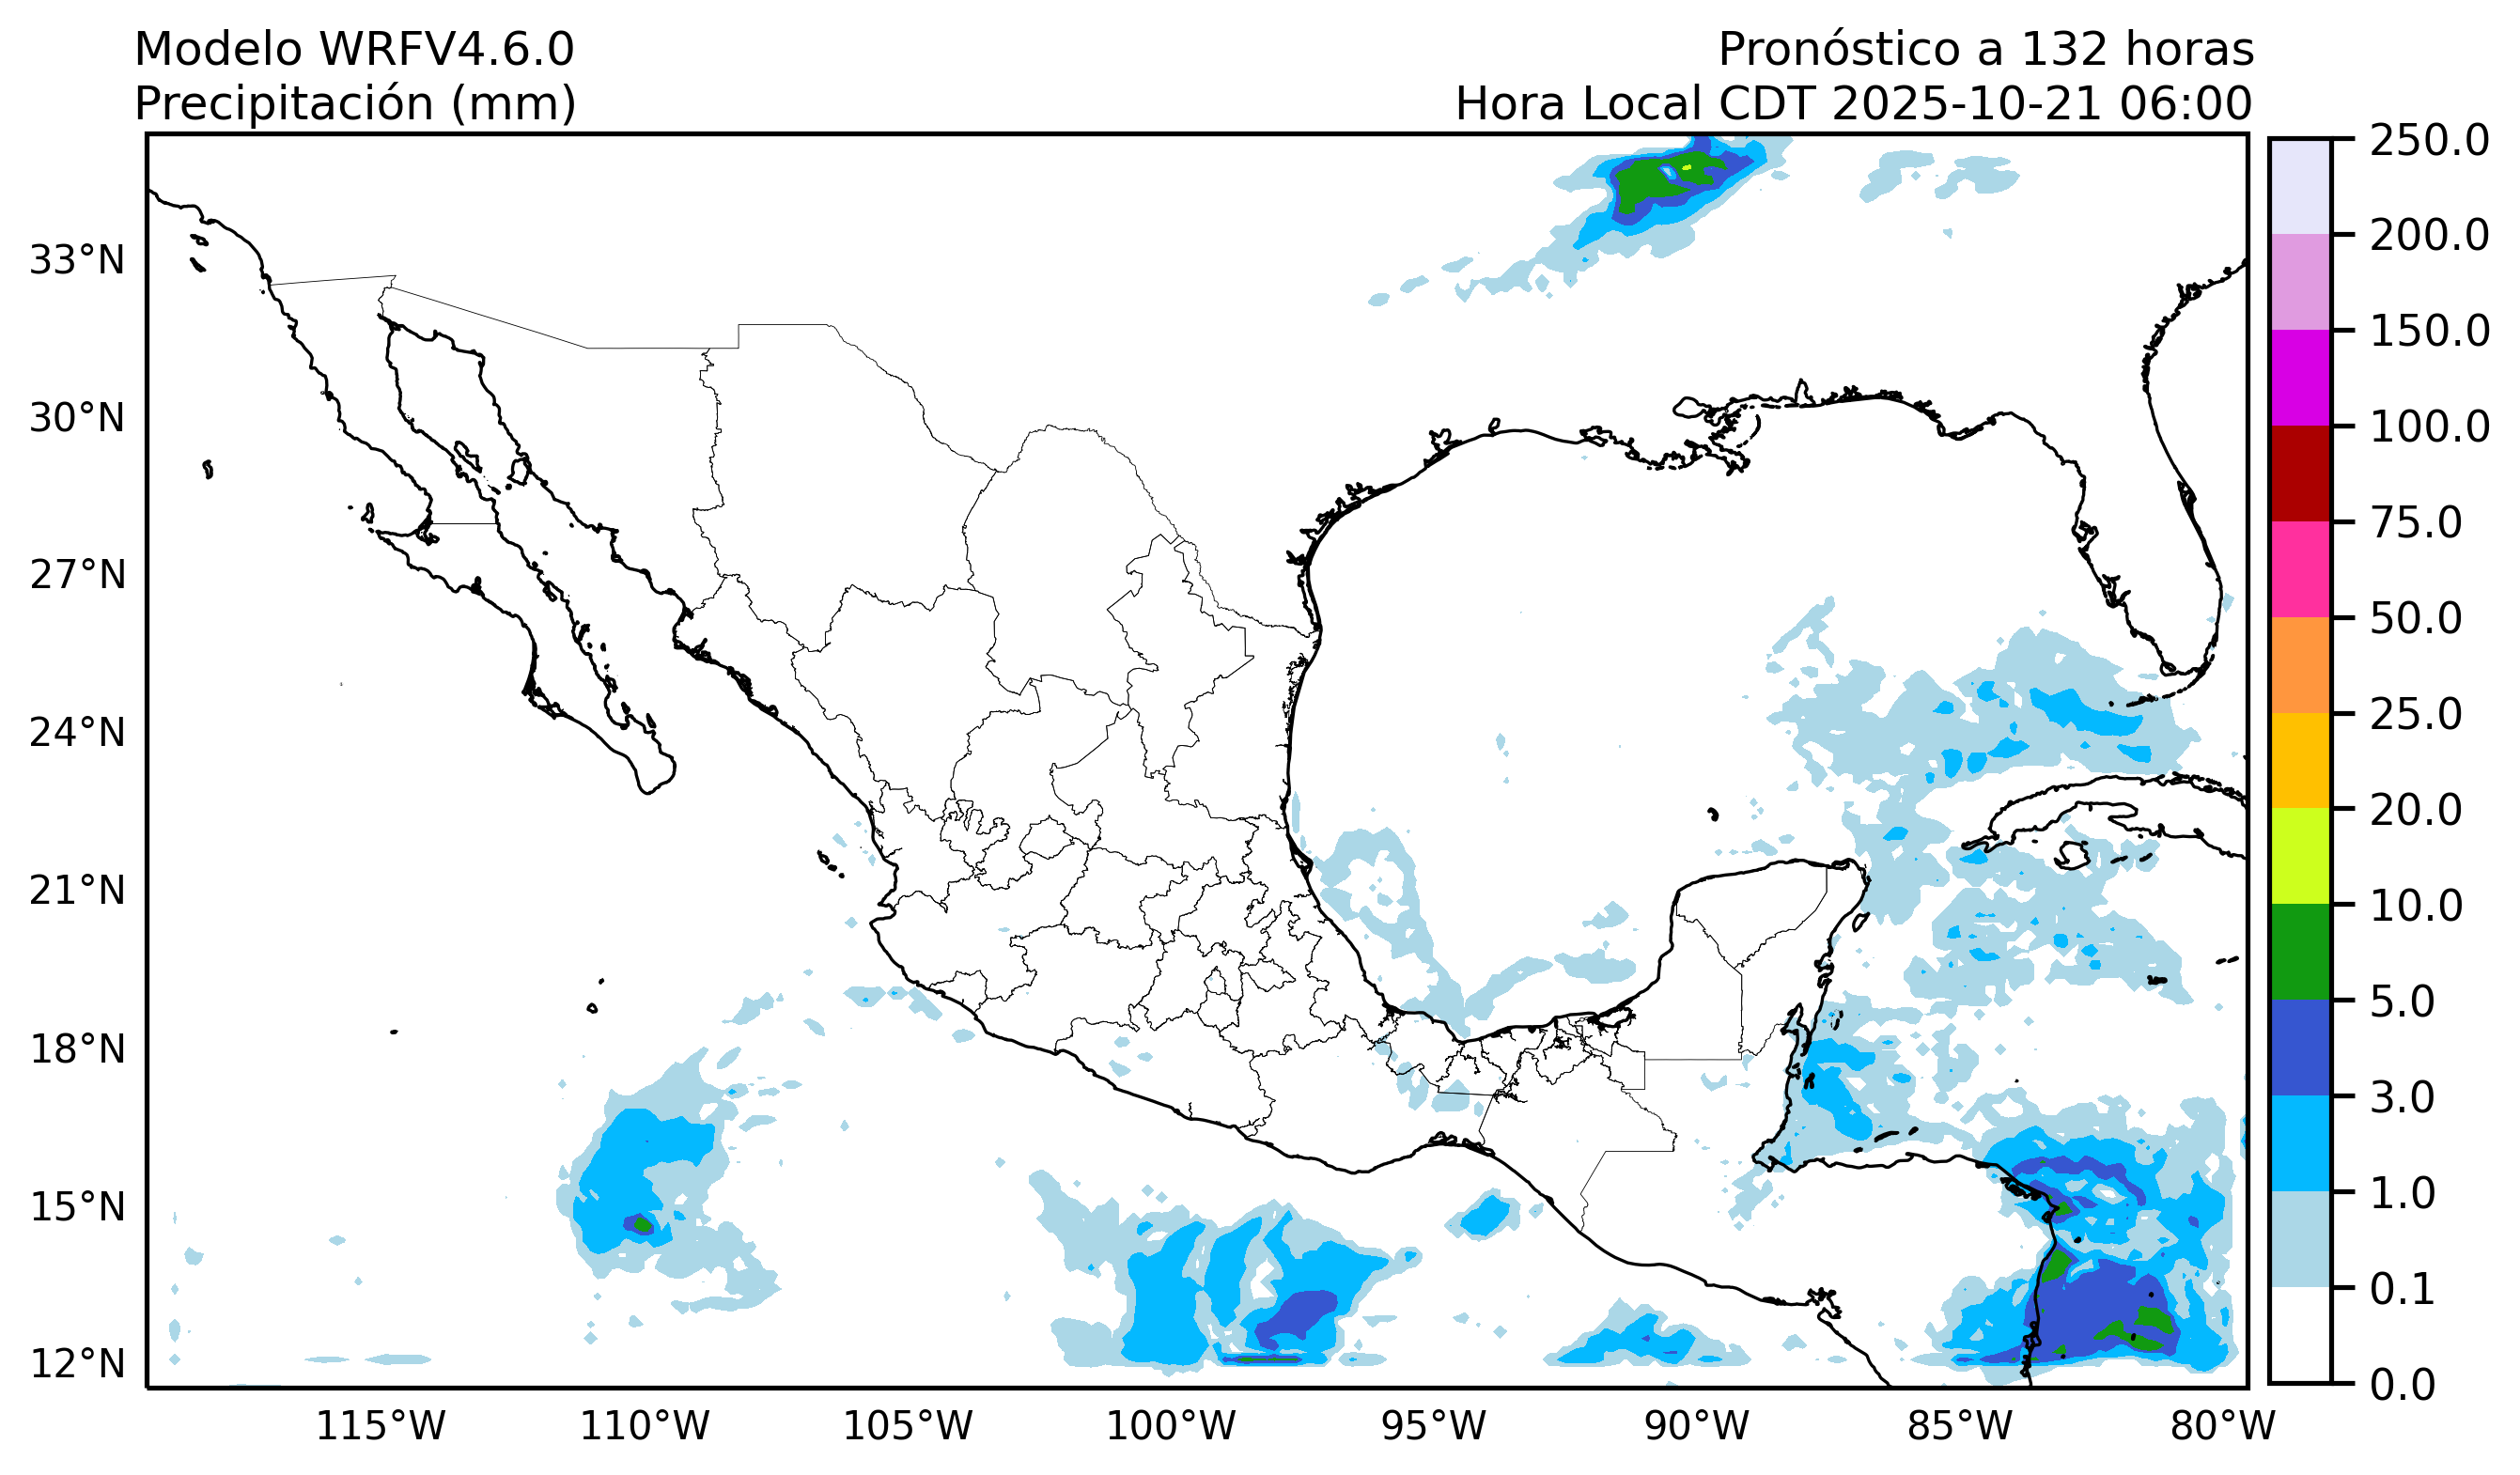 Modelo WRFV4.6.0
Pronóstico a 132 horas
Precipitación (mm)
Hora Local CDT 2025-10-21 06:00
33°N
30°N
27°N
24°N
21°N
18°N
15°N
12°N
115°W
110°W
105°W
100°W
95°W
90°W
85°W
80°W
250.0
200.0
150.0
100.0
75.0
50.0
25.0
20.0
10.0
5.0
3.0
1.0
0.1
0.0